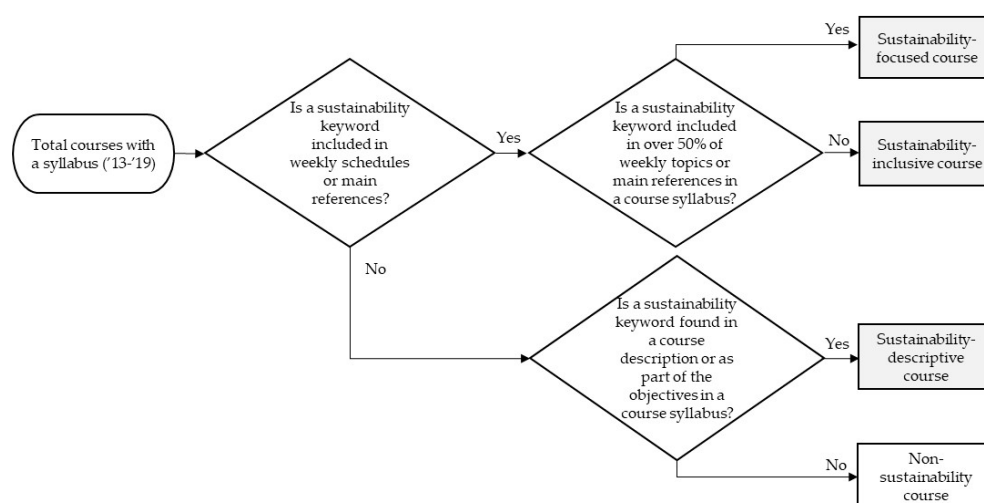 Total courses with
a syllabus ('13-'19)
Is a sustainability
keyword
included in
weekly schedules
or main
references?
Yes
No
Is a sustainability
keyword included
in over 50% of
weekly topics or
main references in
a course syllabus?
Yes
Sustainability-
focused course
No
Sustainability-
inclusive course
Is a sustainability
keyword found in
a course
description or as
part of the
objectives in a
course syllabus?
Yes
Sustainability-
descriptive
course
No
Non-
sustainability
course